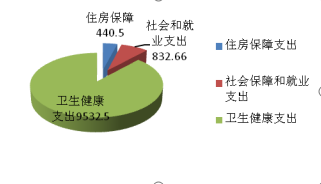 住房保障
440.5
社会和就
业支出
832.66
卫生健康
支出9532.5
住房保障支出
社会保障和就业
支出
卫生健康支出